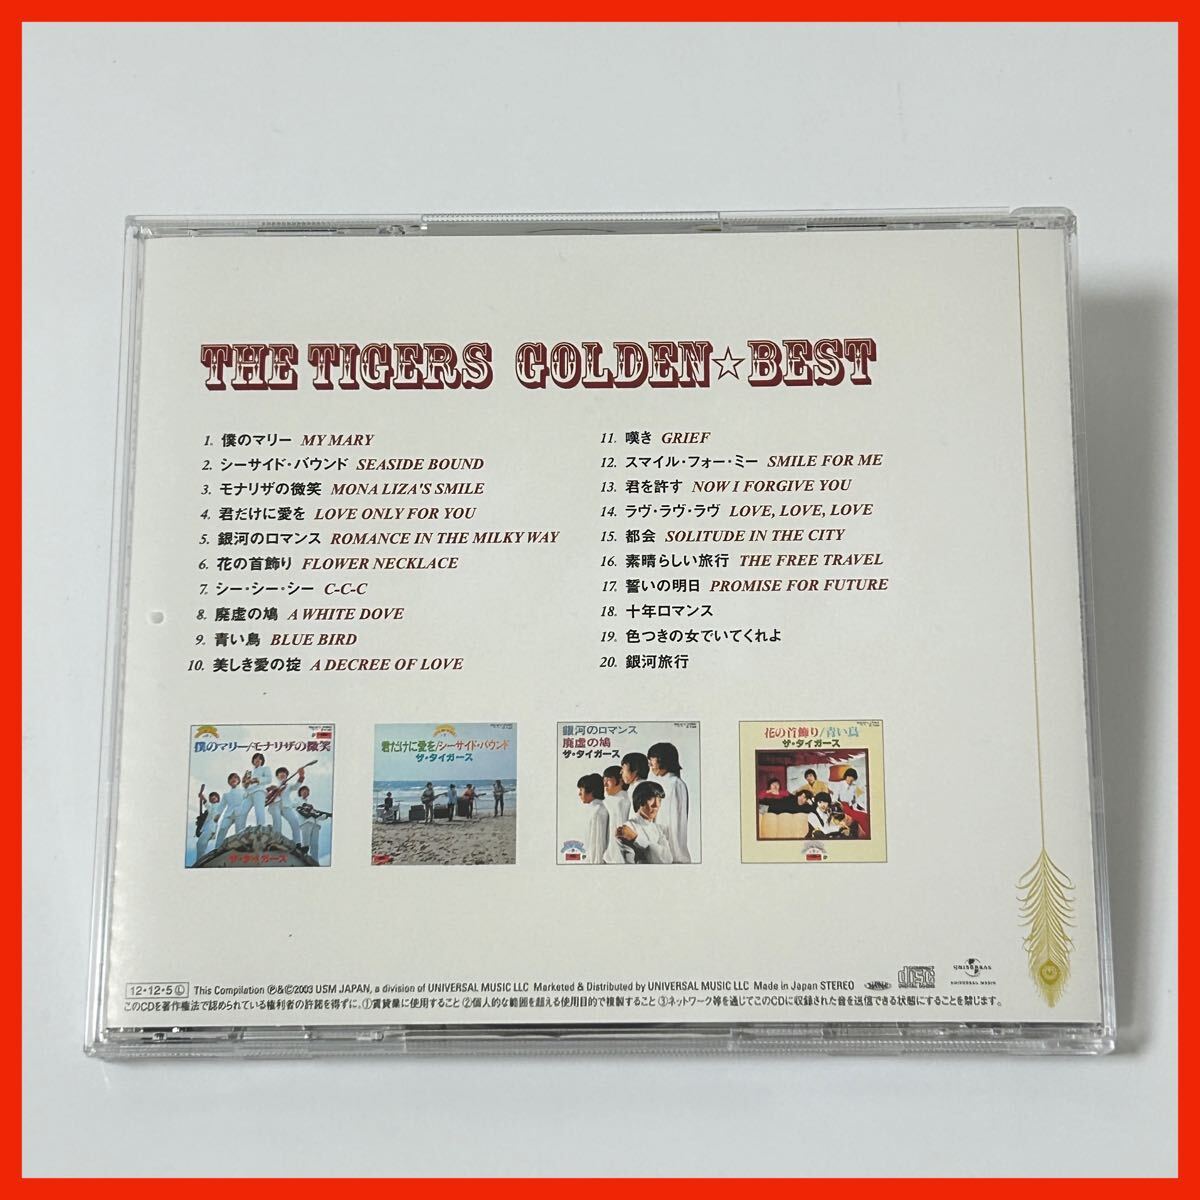 THE TIGERS GOLDEN☆BEST
1. 僕のマリー MY MARY
2. シーサイド・バウンド SEASIDE BOUND
3. モナリザの微笑 MONA LIZA'S SMILE
4. 君だけに愛を LOVE ONLY FOR YOU
5. 銀河のロマンス ROMANCE IN THE MILKY WAY
6. 花の首飾り FLOWER NECKLACE
7. シー・シー・シー C-C-C
8. 廃虚の鳩 A WHITE DOVE
9. 青い鳥 BLUE BIRD
10. 美しき愛の掟 A DECREE OF LOVE
11. 嘆き GRIEF
12. スマイル・フォー・ミー SMILE FOR ME
13. 君を許す NOW I FORGIVE YOU
14. ラヴ・ラヴ・ラヴ LOVE, LOVE, LOVE
15. 都会 SOLITUDE IN THE CITY
16. 素晴らしい旅行 THE FREE TRAVEL
17. 誓いの明日 PROMISE FOR FUTURE
18. 十年ロマンス
19. 色つきの女でいてくれよ
20. 銀河旅行
僕のマリー/モナリザの微笑
ザ・タイガース
君だけに愛を/シーサイド・バウンド
ザ・タイガース
銀河のロマンス
廃虚の鳩
ザ・タイガース
花の首飾り/青い鳥
ザ・タイガース
12・12・5 Ⓛ This Compilation ℗&©2003 USM JAPAN, a division of UNIVERSAL MUSIC LLC Marketed & Distributed by UNIVERSAL MUSIC LLC Made in Japan STEREO
COMPACT disc DIGITAL AUDIO
UNIVERSAL
UNIVERSAL MUSIC
このCDを著作権法で認められている権利者の許諾を得ずに、①賃貸業に使用すること ②個人的な範囲を超える使用目的で複製すること ③ネットワーク等を通じてこのCDに収録された音を送信できる状態にすることを禁じます。